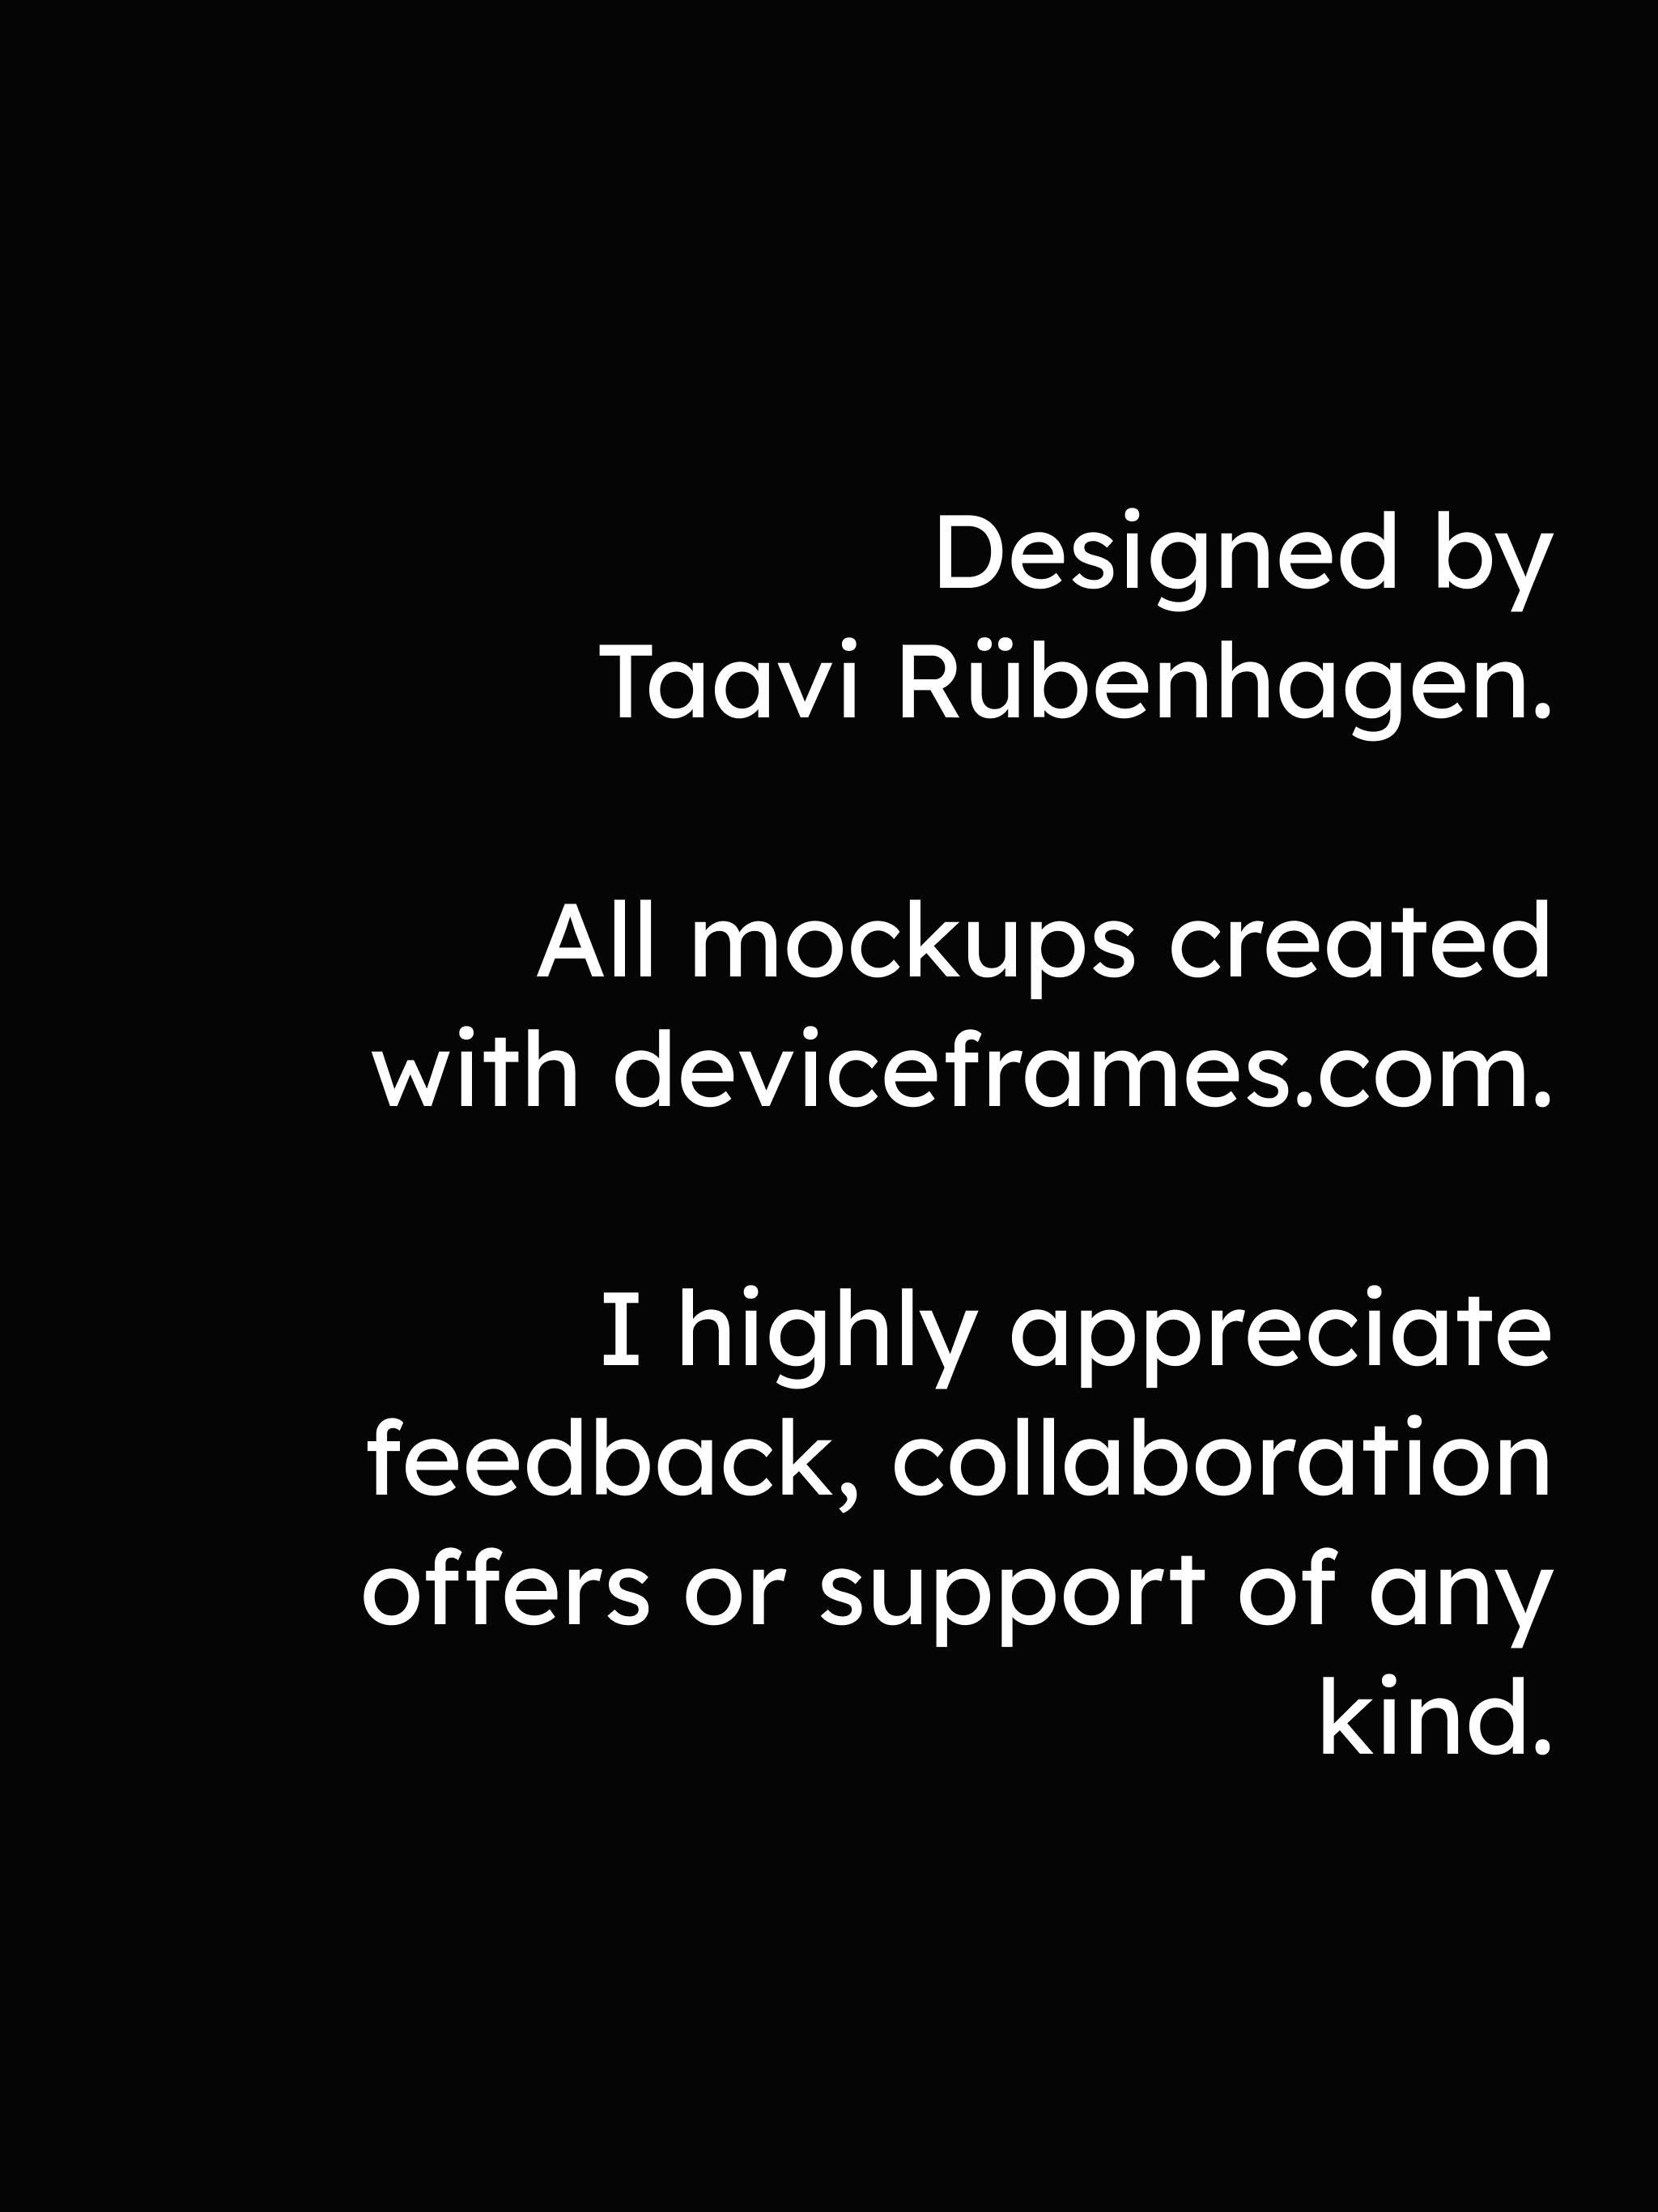 Designed by
Taavi Rübenhagen.
All mockups created
with deviceframes.com.
I highly appreciate
feedback, collaboration
offers or support of any
kind.